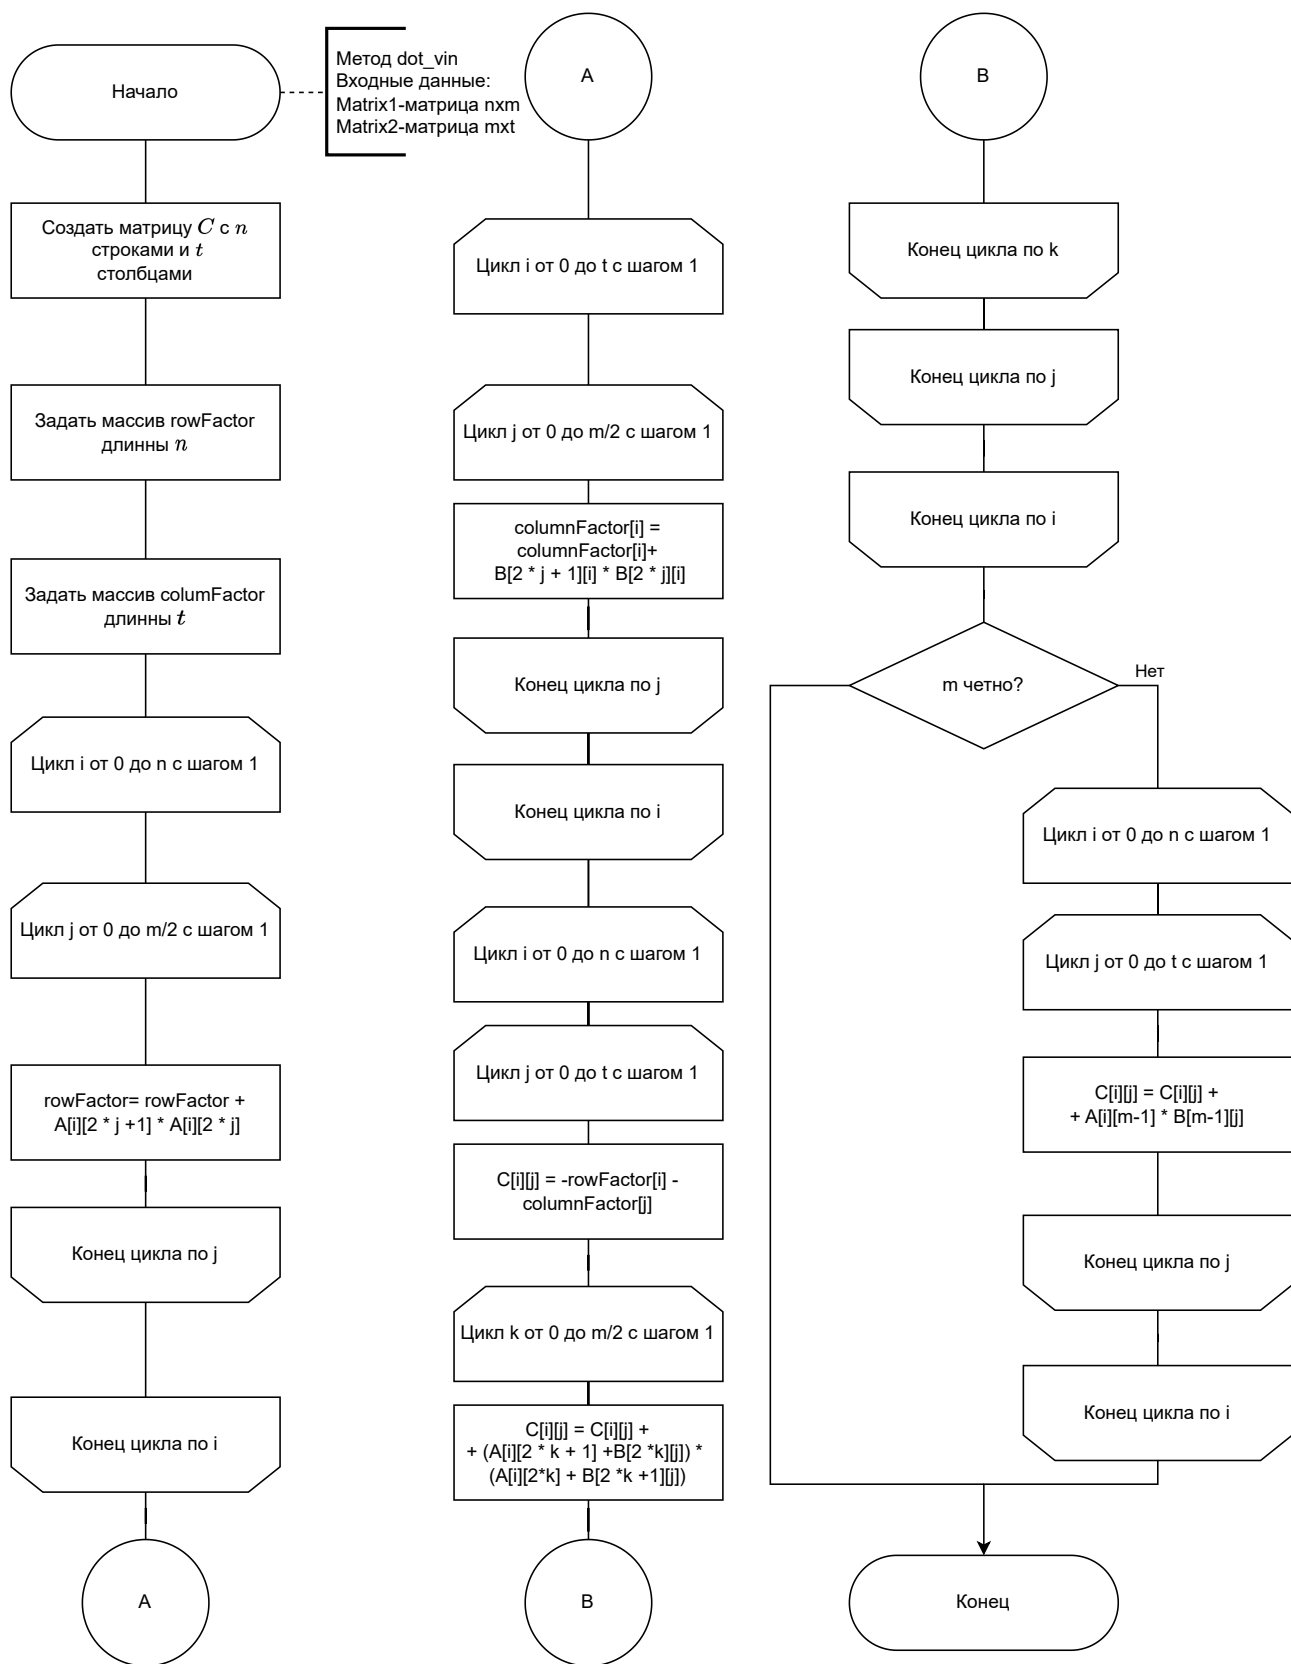 Начало
Метод dot_vin
Входные данные:
Matrix1-матрица nxm
Matrix2-матрица mxt
Создать матрицу C с n
строками и t
столбцами
Задать массив rowFactor
длинны n
Задать массив columFactor
длинны t
Цикл i от 0 до n с шагом 1
Цикл j от 0 до m/2 с шагом 1
rowFactor= rowFactor +
A[i][2 * j +1] * A[i][2 * j]
Конец цикла по j
Конец цикла по i
A
A
Цикл i от 0 до t с шагом 1
Цикл j от 0 до m/2 с шагом 1
columnFactor[i] =
columnFactor[i]+
B[2 * j + 1][i] * B[2 * j][i]
Конец цикла по j
Конец цикла по i
Цикл i от 0 до n с шагом 1
Цикл j от 0 до t с шагом 1
C[i][j] = -rowFactor[i] -
columnFactor[j]
Цикл k от 0 до m/2 с шагом 1
C[i][j] = C[i][j] +
+ (A[i][2 * k + 1] +B[2 *k][j]) *
(A[i][2*k] + B[2 *k +1][j])
B
B
Конец цикла по k
Конец цикла по j
Конец цикла по i
m четно?
Нет
Цикл i от 0 до n с шагом 1
Цикл j от 0 до t с шагом 1
C[i][j] = C[i][j] +
+ A[i][m-1] * B[m-1][j]
Конец цикла по j
Конец цикла по i
Конец